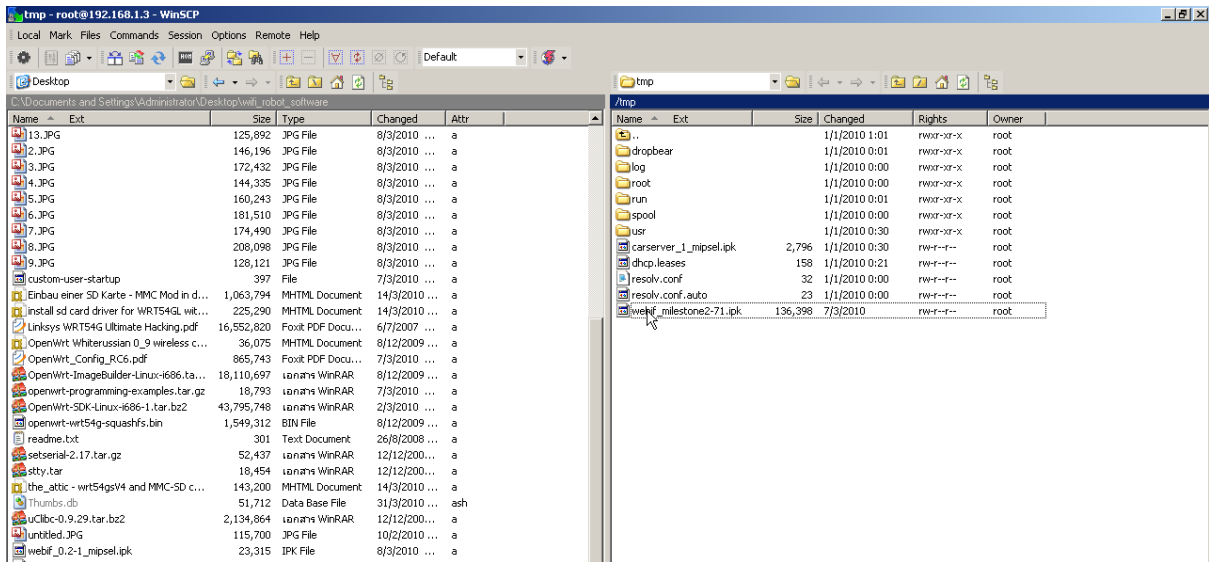 tmp - root@192.168.1.3 - WinSCP
Local Mark Files Commands Session Options Remote Help
Default
Desktop
tmp
C:\Documents and Settings\Administrator\Desktop\wifi_robot_software
/tmp
Name Ext Size Type Changed Attr
Name Ext Size Changed Rights Owner
13.JPG 125,892 JPG File 8/3/2010 ... a
2.JPG 146,196 JPG File 8/3/2010 ... a
3.JPG 172,432 JPG File 8/3/2010 ... a
4.JPG 144,335 JPG File 8/3/2010 ... a
5.JPG 160,243 JPG File 8/3/2010 ... a
6.JPG 181,510 JPG File 8/3/2010 ... a
7.JPG 174,490 JPG File 8/3/2010 ... a
8.JPG 208,098 JPG File 8/3/2010 ... a
9.JPG 128,121 JPG File 8/3/2010 ... a
custom-user-startup 397 File 7/3/2010 ... a
Einbau einer SD Karte - MMC Mod in d... 1,063,794 MHTML Document 14/3/2010 ... a
install sd card driver for WRT54GL wit... 225,290 MHTML Document 14/3/2010 ... a
Linksys WRT54G Ultimate Hacking.pdf 16,552,820 Foxit PDF Docu... 6/7/2007 ... a
OpenWrt Whiterussian 0_9 wireless c... 36,075 MHTML Document 8/12/2009 ... a
OpenWrt_Config_RC6.pdf 865,743 Foxit PDF Docu... 7/3/2010 ... a
OpenWrt-ImageBuilder-Linux-i686.ta... 18,110,697 เอกสาร WinRAR 8/12/2009 ... a
openwrt-programming-examples.tar.gz 18,793 เอกสาร WinRAR 7/3/2010 ... a
OpenWrt-SDK-Linux-i686-1.tar.bz2 43,795,748 เอกสาร WinRAR 2/3/2010 ... a
openwrt-wrt54g-squashfs.bin 1,549,312 BIN File 8/12/2009 ... a
readme.txt 301 Text Document 26/8/2008 ... a
setserial-2.17.tar.gz 52,437 เอกสาร WinRAR 12/12/200... a
stty.tar 18,454 เอกสาร WinRAR 12/12/200... a
the_attic - wrt54gsV4 and MMC-SD c... 143,200 MHTML Document 14/3/2010 ... a
Thumbs.db 51,712 Data Base File 31/3/2010 ... ash
uClibc-0.9.29.tar.bz2 2,134,864 เอกสาร WinRAR 12/12/200... a
untitled.JPG 115,700 JPG File 10/2/2010 ... a
webif_0.2-1_mipsel.ipk 23,315 IPK File 8/3/2010 ... a
.. 1/1/2010 1:01 rwxr-xr-x root
dropbear 1/1/2010 0:01 rwxr-xr-x root
log 1/1/2010 0:00 rwxr-xr-x root
root 1/1/2010 0:00 rwxr-xr-x root
run 1/1/2010 0:01 rwxr-xr-x root
spool 1/1/2010 0:00 rwxr-xr-x root
usr 1/1/2010 0:30 rwxr-xr-x root
carserver_1_mipsel.ipk 2,796 1/1/2010 0:30 rw-r--r-- root
dhcp.leases 158 1/1/2010 0:21 rw-r--r-- root
resolv.conf 32 1/1/2010 0:00 rw-r--r-- root
resolv.conf.auto 23 1/1/2010 0:00 rw-r--r-- root
webif_milestone2-71.ipk 136,398 7/3/2010 rw-r--r-- root